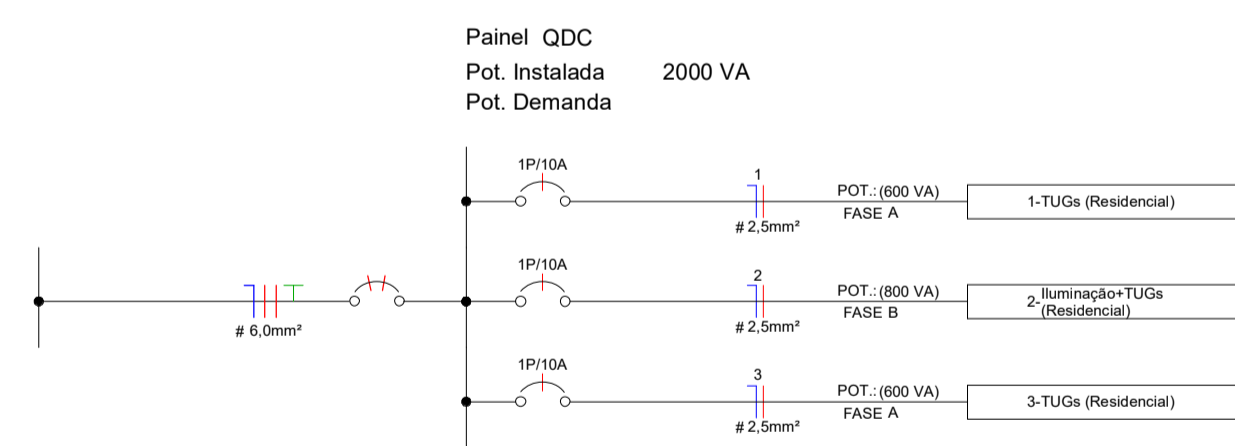 Painel QDC
Pot. Instalada 2000 VA
Pot. Demanda
1P/10A
1
# 2,5mm²
POT.: (600 VA)
FASE A
1-TUGs (Residencial)
# 6,0mm²
1P/10A
2
# 2,5mm²
POT.: (800 VA)
FASE B
2-Iluminação+TUGs
(Residencial)
1P/10A
3
# 2,5mm²
POT.: (600 VA)
FASE A
3-TUGs (Residencial)